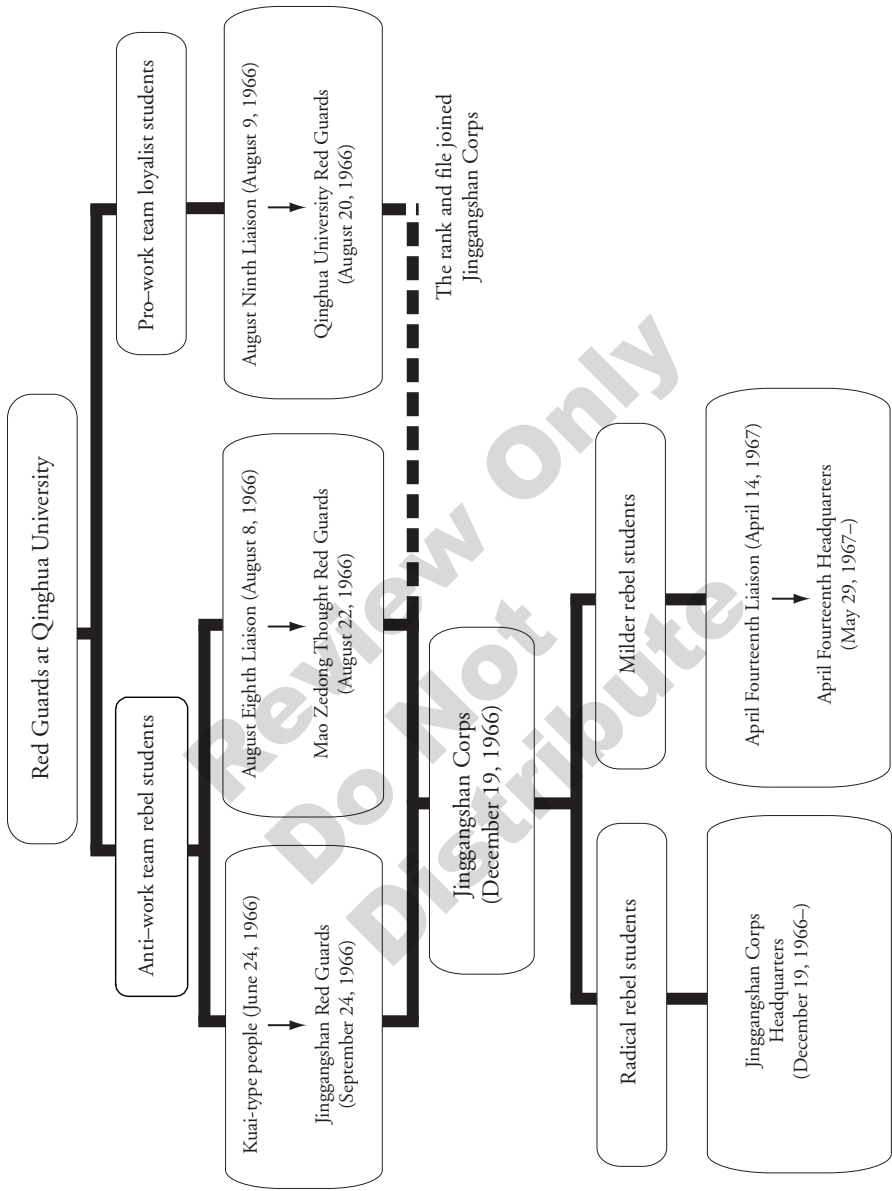 Red Guards at Qinghua University
Anti–work team rebel students
Pro–work team loyalist students
Kuai-type people (June 24, 1966)
Jinggangshan Red Guards
(September 24, 1966)
August Eighth Liaison (August 8, 1966)
Mao Zedong Thought Red Guards
(August 22, 1966)
August Ninth Liaison (August 9, 1966)
Qinghua University Red Guards
(August 20, 1966)
The rank and file joined
Jinggangshan Corps
Jinggangshan Corps
(December 19, 1966)
Radical rebel students
Milder rebel students
Jinggangshan Corps
Headquarters
(December 19, 1966–)
April Fourteenth Liaison (April 14, 1967)
April Fourteenth Headquarters
(May 29, 1967–)
Review Only
Do Not
Distribute